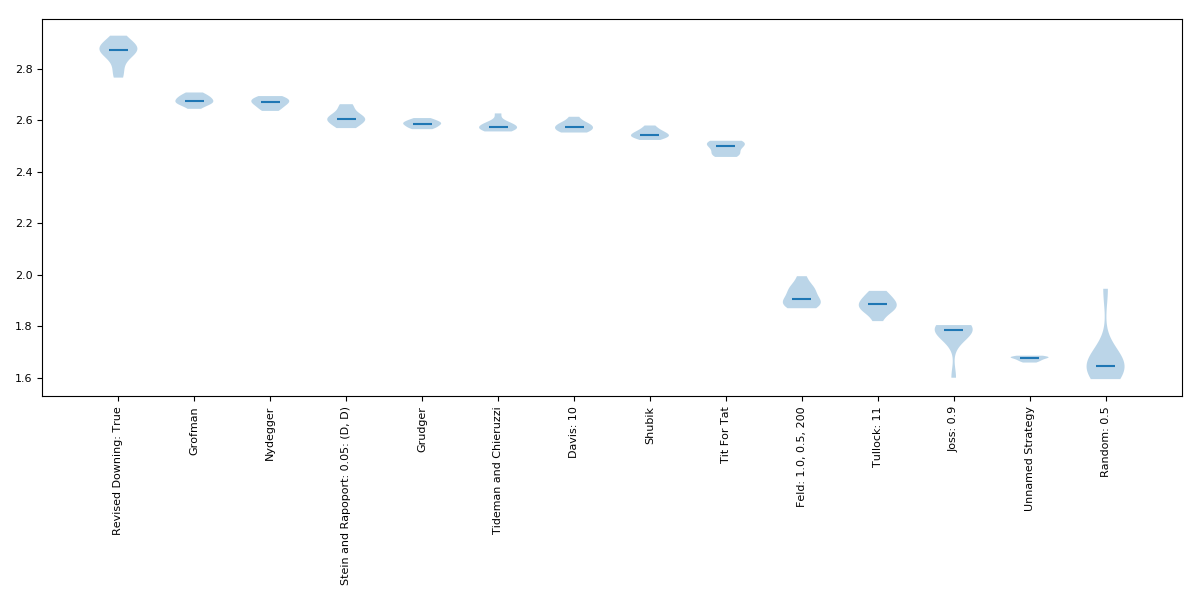 2.8
2.6
2.4
2.2
2.0
1.8
1.6
Revised Downing: True
Grofman
Nydegger
Stein and Rapoport: 0.05: (D, D)
Grudger
Tideman and Chieruzzi
Davis: 10
Shubik
Tit For Tat
Feld: 1.0, 0.5, 200
Tullock: 11
Joss: 0.9
Unnamed Strategy
Random: 0.5